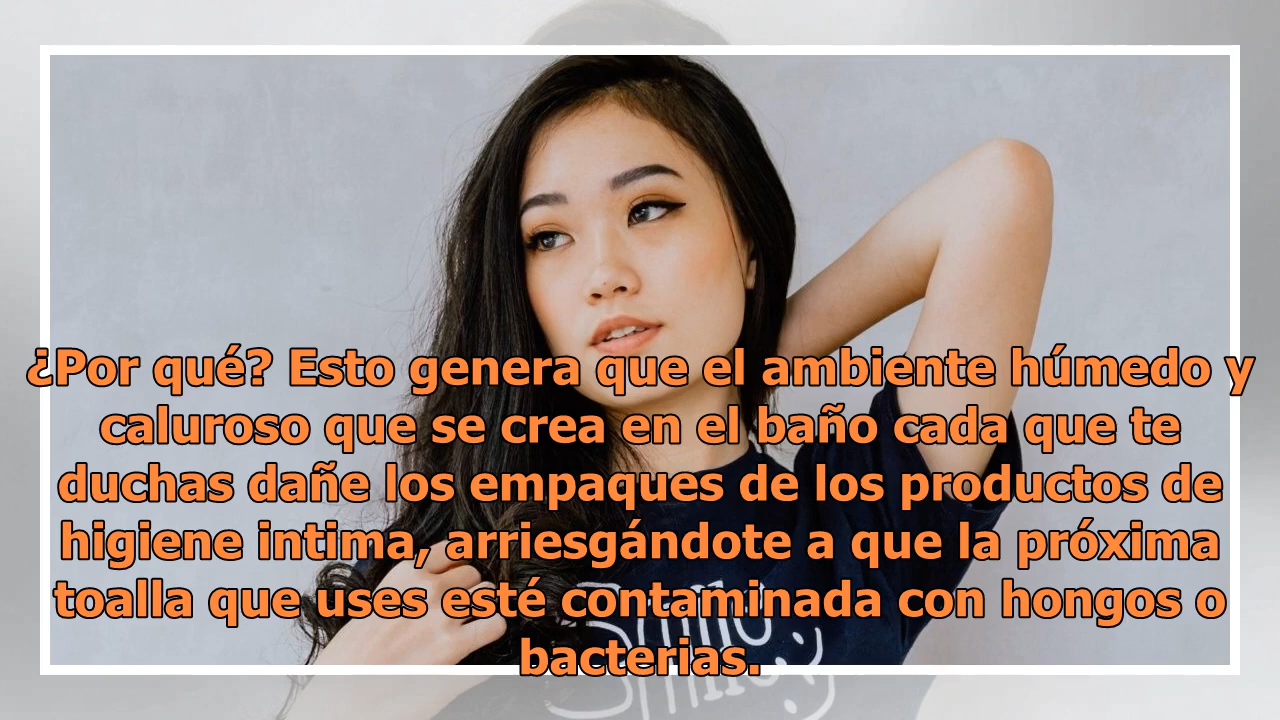 ¿Por qué? Esto genera que el ambiente húmedo y
caluroso que se crea en el baño cada que te
duchas dañe los empaques de los productos de
higiene intima, arriesgándote a que la próxima
toalla que uses esté contaminada con hongos o
bacterias.